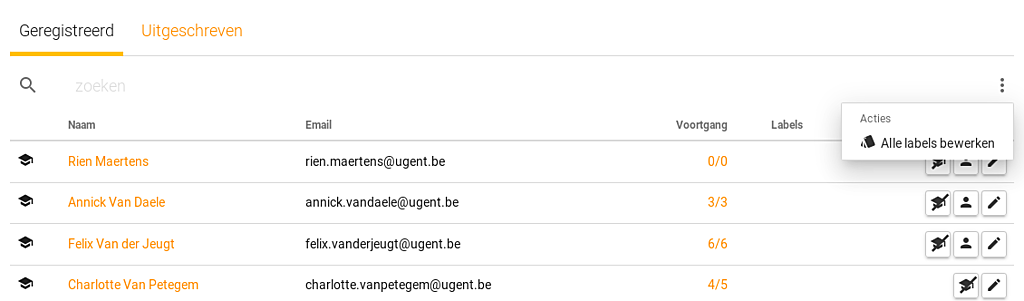 Geregistreerd Uitgeschreven
zoeken
Acties
Alle labels bewerken
Naam Email Voortgang Labels
Rien Maertens rien.maertens@ugent.be 0/0
Annick Van Daele annick.vandaele@ugent.be 3/3
Felix Van der Jeugt felix.vanderjeugt@ugent.be 6/6
Charlotte Van Petegem charlotte.vanpetegem@ugent.be 4/5